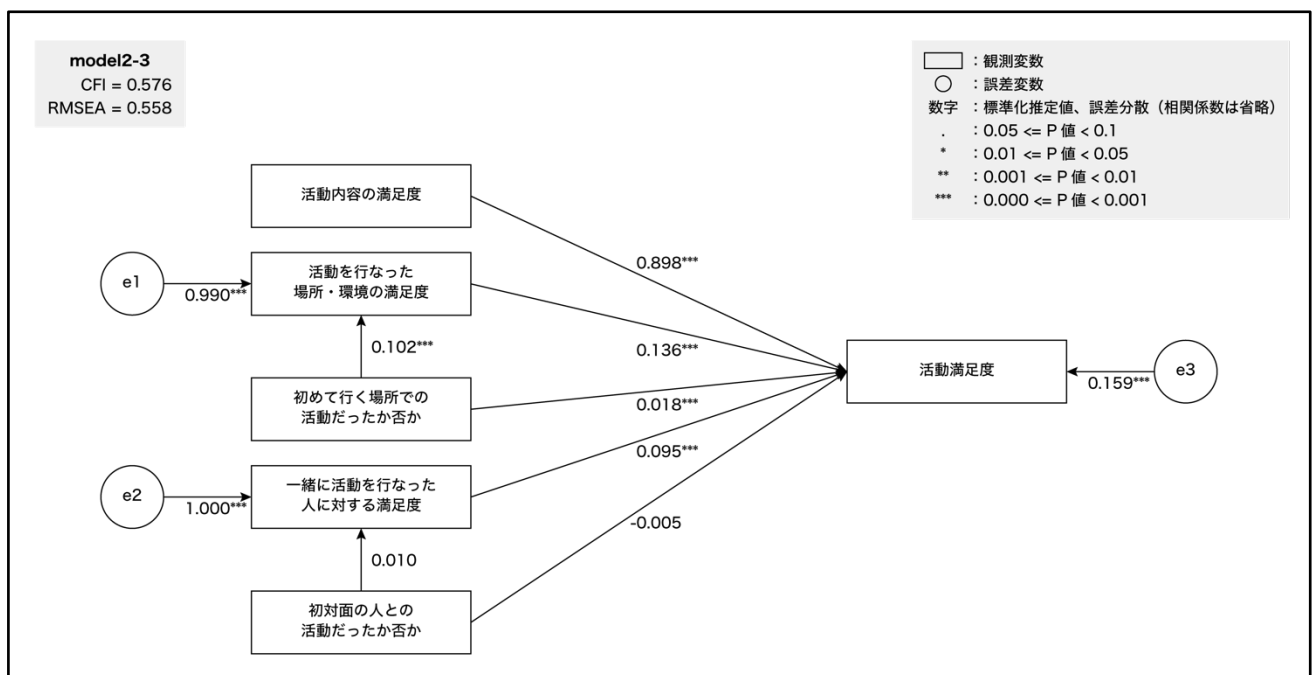 model2-3
CFI = 0.576
RMSEA = 0.558
：観測変数
：誤差変数
数字 ：標準化推定値、誤差分散（相関係数は省略）
. ：0.05 <= P 値 < 0.1
* ：0.01 <= P 値 < 0.05
** ：0.001 <= P 値 < 0.01
*** ：0.000 <= P 値 < 0.001
活動内容の満足度
0.898***
e1
0.990***
活動を行なった
場所・環境の満足度
0.136***
0.102***
初めて行く場所での
活動だったか否か
0.018***
活動満足度
0.159***
e3
e2
1.000***
一緒に活動を行なった
人に対する満足度
0.095***
0.010
-0.005
初対面の人との
活動だったか否か